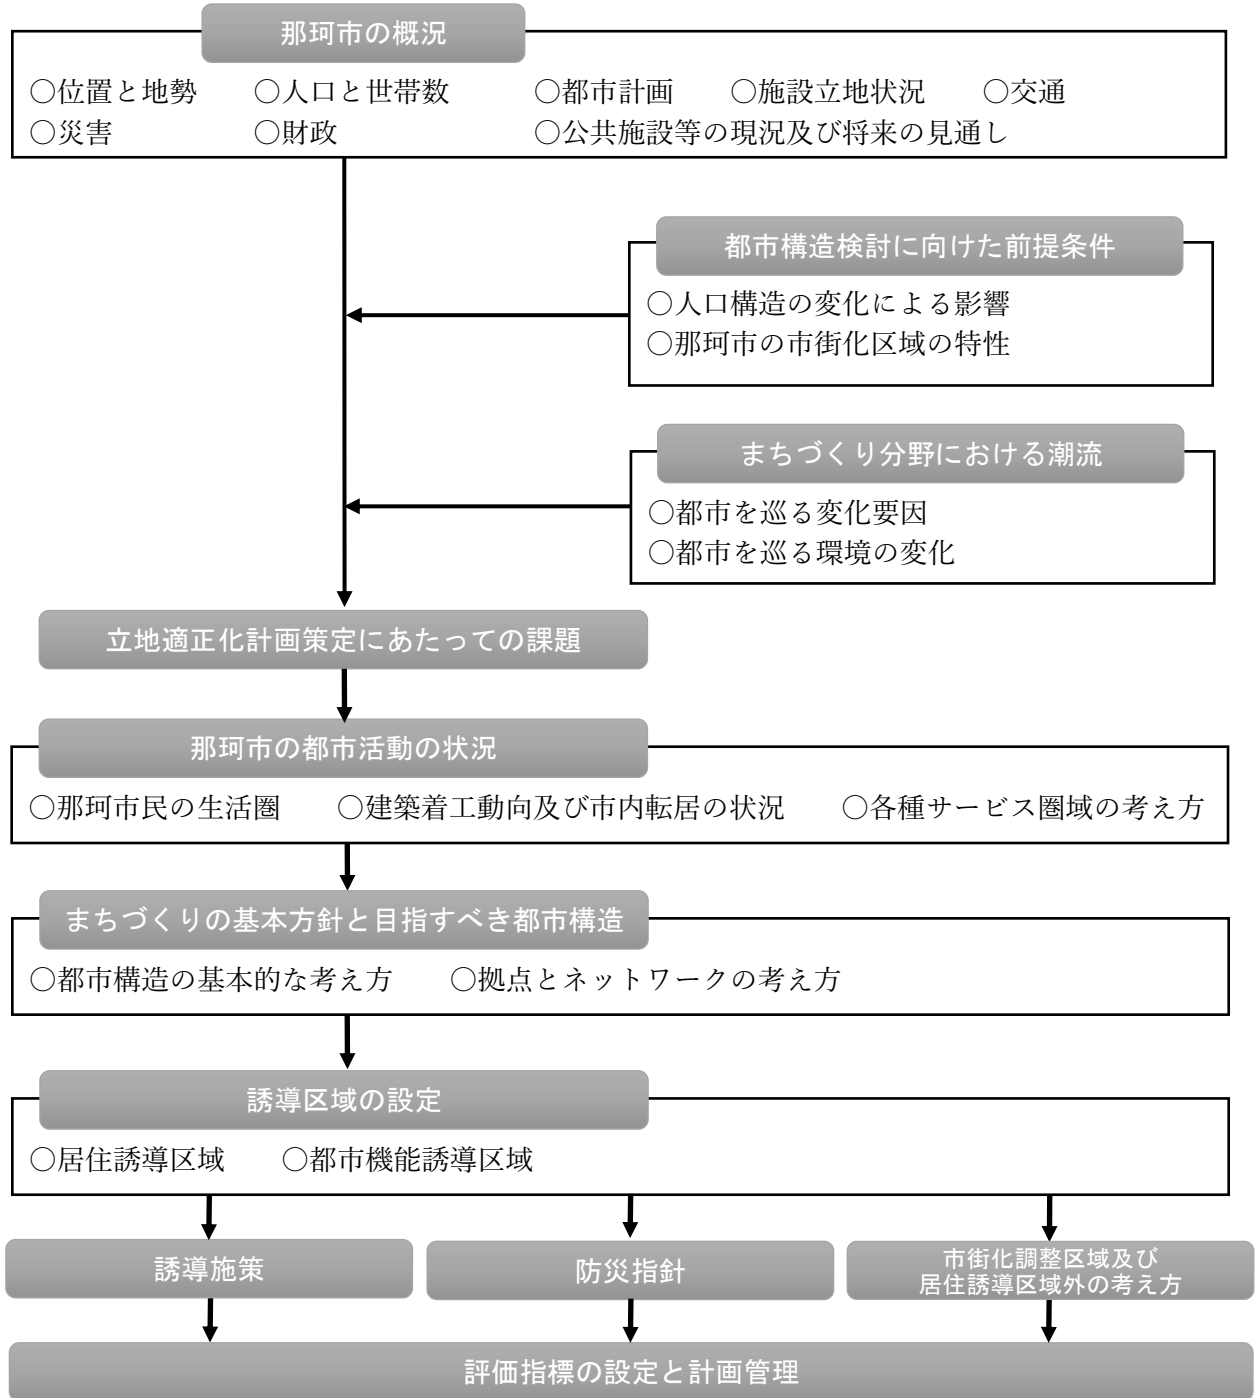 那珂市の概況
○位置と地勢 ○人口と世帯数 ○都市計画 ○施設立地状況 ○交通
○災害 ○財政 ○公共施設等の現況及び将来の見通し
都市構造検討に向けた前提条件
○人口構造の変化による影響
○那珂市の市街化区域の特性
まちづくり分野における潮流
○都市を巡る変化要因
○都市を巡る環境の変化
立地適正化計画策定にあたっての課題
那珂市の都市活動の状況
○那珂市民の生活圏 ○建築着工動向及び市内転居の状況 ○各種サービス圏域の考え方
まちづくりの基本方針と目指すべき都市構造
○都市構造の基本的な考え方 ○拠点とネットワークの考え方
誘導区域の設定
○居住誘導区域 ○都市機能誘導区域
誘導施策
防災指針
市街化調整区域及び
居住誘導区域外の考え方
評価指標の設定と計画管理